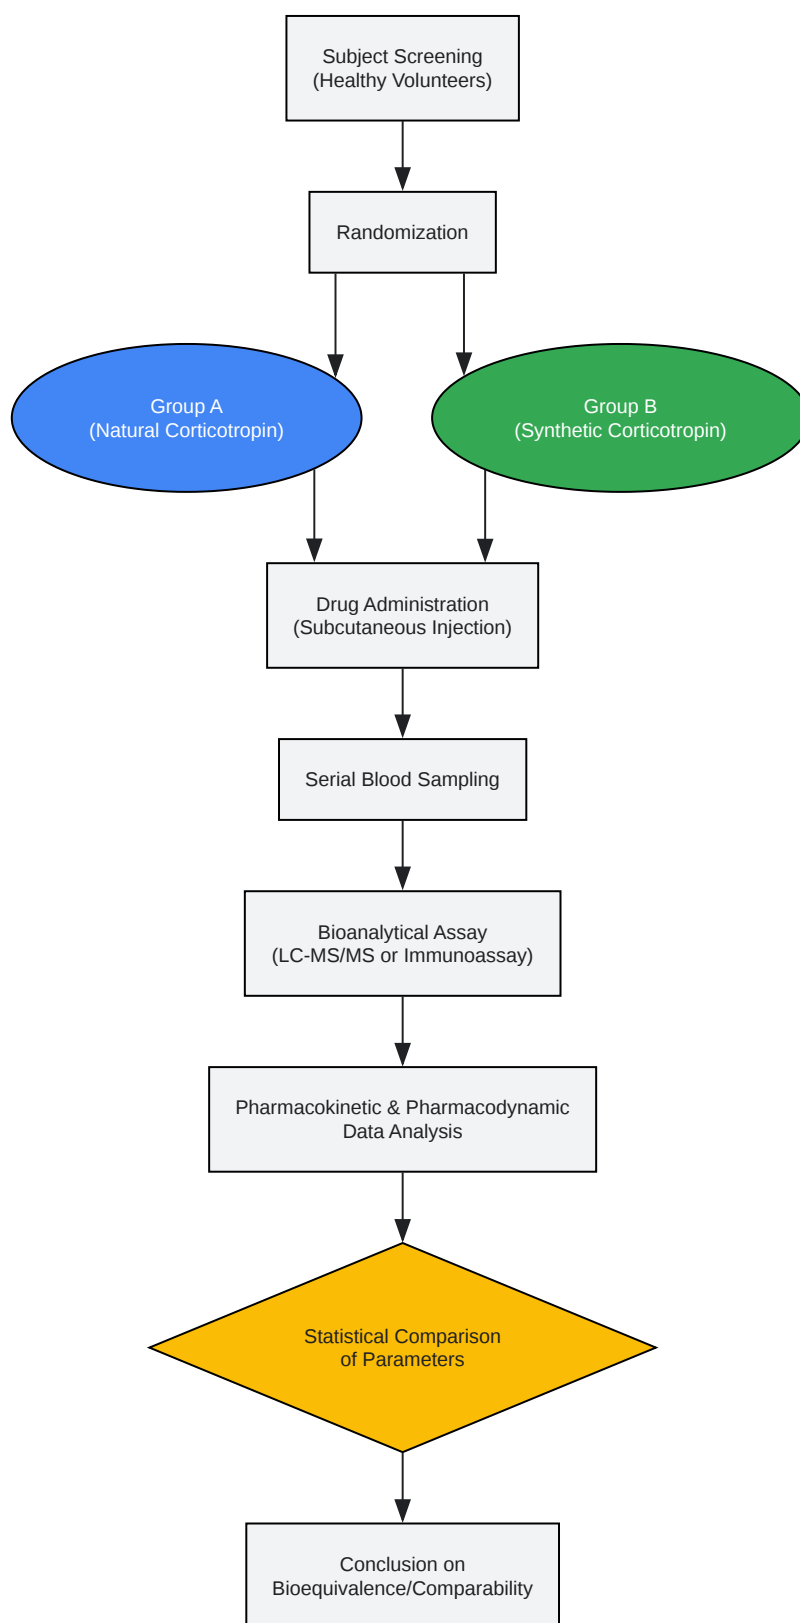 Subject Screening
(Healthy Volunteers)
Randomization
Group A
(Natural Corticotropin)
Group B
(Synthetic Corticotropin)
Drug Administration
(Subcutaneous Injection)
Serial Blood Sampling
Bioanalytical Assay
(LC-MS/MS or Immunoassay)
Pharmacokinetic & Pharmacodynamic
Data Analysis
Statistical Comparison
of Parameters
Conclusion on
Bioequivalence/Comparability